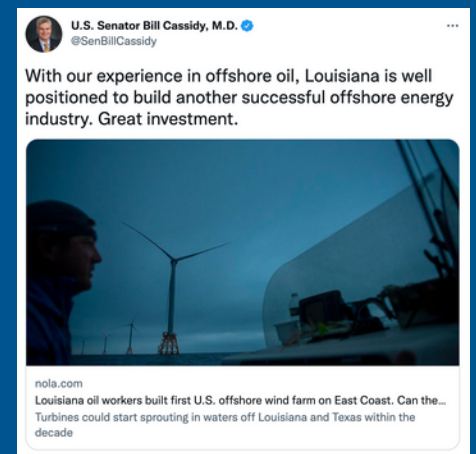 U.S. Senator Bill Cassidy, M.D.
@SenBillCassidy
With our experience in offshore oil, Louisiana is well
positioned to build another successful offshore energy
industry. Great investment.
nola.com
Louisiana oil workers built first U.S. offshore wind farm on East Coast. Can the...
Turbines could start sprouting in waters off Louisiana and Texas within the
decade